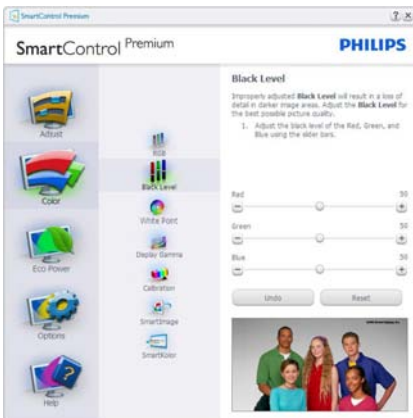 SmartControl Premium
SmartControl Premium
PHILIPS
Adjust
Color
Eco Power
Options
Help
RGB
Black Level
White Point
Display Gamma
Calibration
SmartImage
SmartKolor
Black Level
Improperly adjusted Black Level will result in a loss of
detail in darker image areas. Adjust the Black Level for
the best possible picture quality.
1. Adjust the black level of the Red, Green, and
Blue using the slider bars.
Red 50
Green 50
Blue 50
Undo Reset